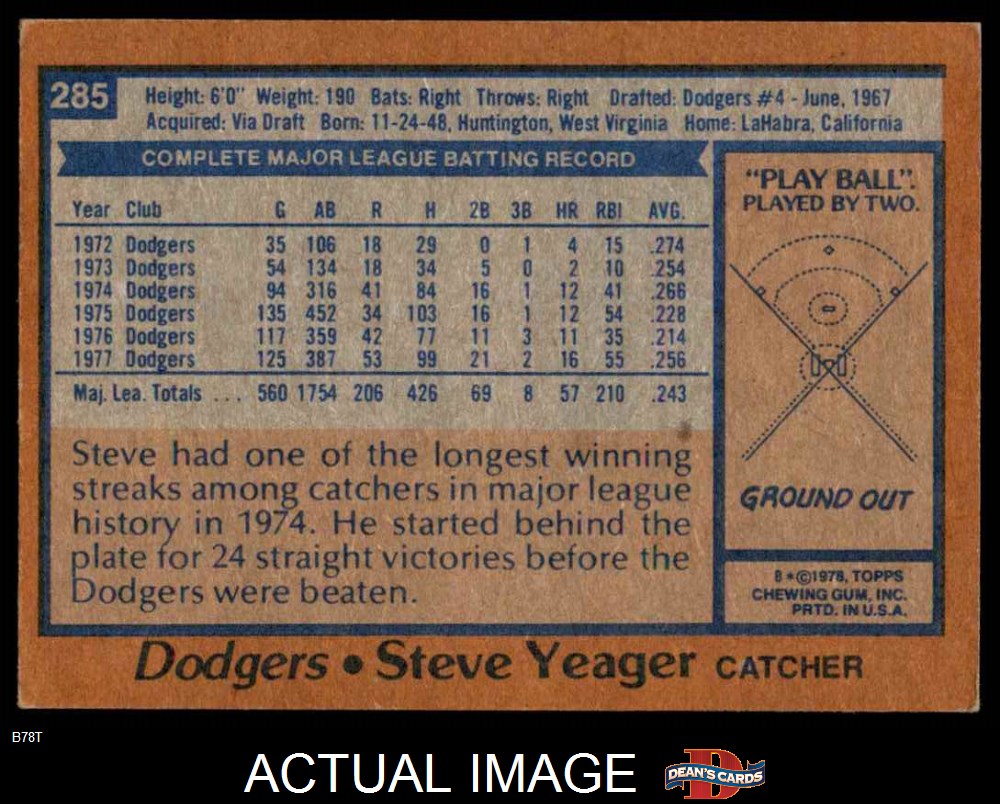 285
Height: 6'0" Weight: 190 Bats: Right Throws: Right Drafted: Dodgers #4 - June, 1967
Acquired: Via Draft Born: 11-24-48, Huntington, West Virginia Home: LaHabra, California
COMPLETE MAJOR LEAGUE BATTING RECORD
Year Club G AB R H 2B 3B HR RBI AVG.
1972 Dodgers 35 106 18 29 0 1 4 15 .274
1973 Dodgers 54 134 18 34 5 0 2 10 .254
1974 Dodgers 94 316 41 84 16 1 12 41 .266
1975 Dodgers 135 452 34 103 16 1 12 54 .228
1976 Dodgers 117 359 42 77 11 3 11 35 .214
1977 Dodgers 125 387 53 99 21 2 16 55 .256
Maj. Lea. Totals ... 560 1754 206 426 69 8 57 210 .243
Steve had one of the longest winning
streaks among catchers in major league
history in 1974. He started behind the
plate for 24 straight victories before the
Dodgers were beaten.
"PLAY BALL".
PLAYED BY TWO.
GROUND OUT
B*©1978, TOPPS
CHEWING GUM, INC.
PRTD. IN U.S.A.
Dodgers • Steve Yeager CATCHER
B78T
ACTUAL IMAGE
D
DEAN'S CARDS